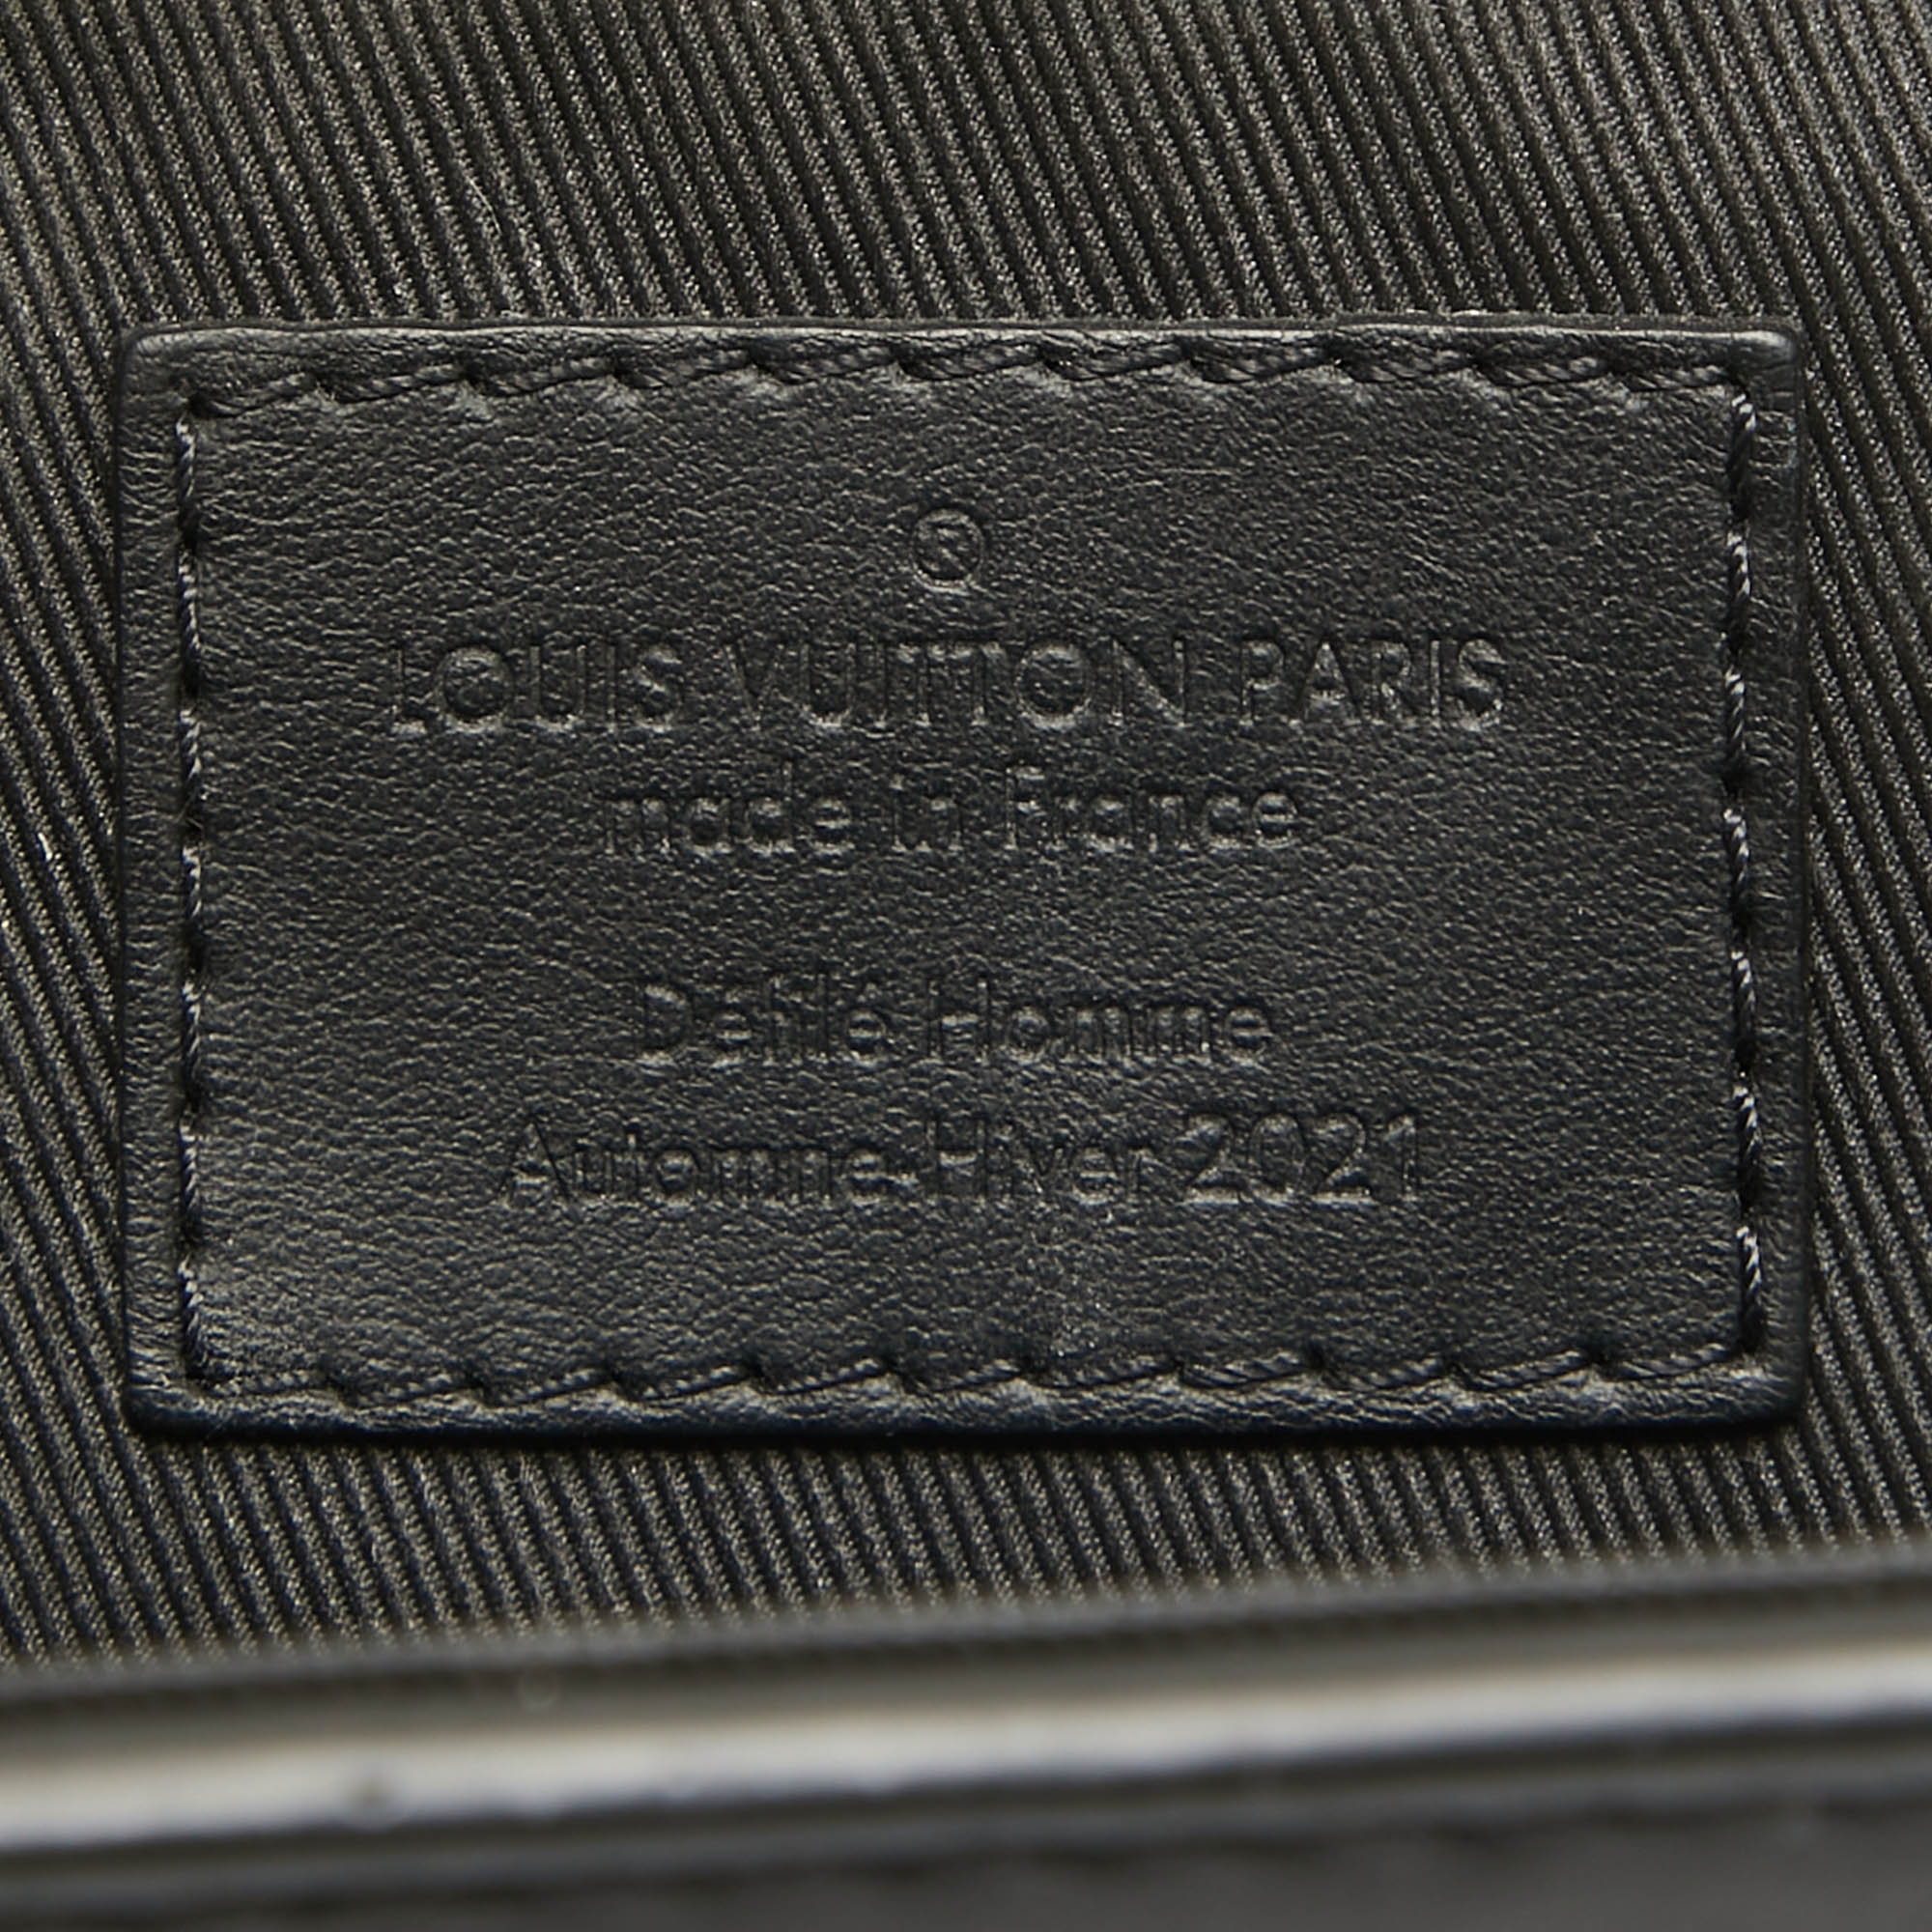 ®
LOUIS VUITTON PARIS
made in France
Défilé Homme
Automne-Hiver 2021